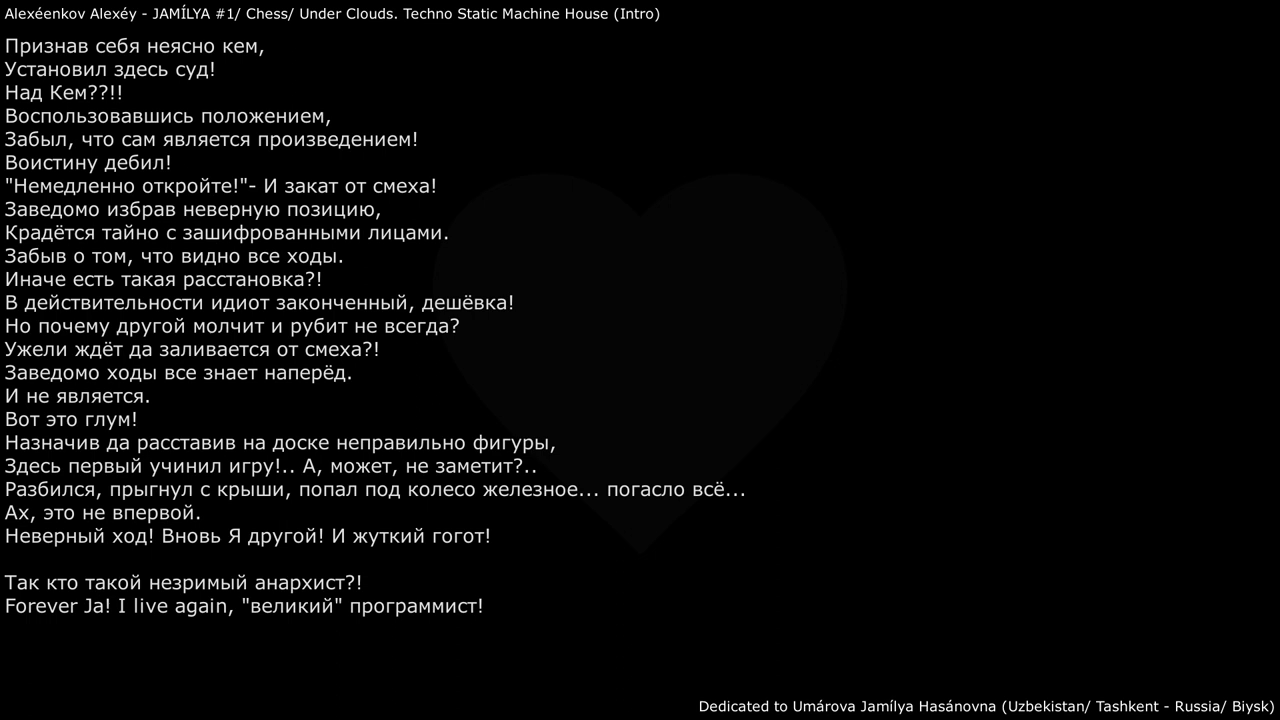 Alexéenkov Alexéy - JAMÍLYA #1/ Chess/ Under Clouds. Techno Static Machine House (Intro)
Признав себя неясно кем,
Установил здесь суд!
Над Кем??!!
Воспользовавшись положением,
Забыл, что сам является произведением!
Воистину дебил!
"Немедленно откройте!"- И закат от смеха!
Заведомо избрав неверную позицию,
Крадётся тайно с зашифрованными лицами.
Забыв о том, что видно все ходы.
Иначе есть такая расстановка?!
В действительности идиот законченный, дешёвка!
Но почему другой молчит и рубит не всегда?
Ужели ждёт да заливается от смеха?!
Заведомо ходы все знает наперёд.
И не является.
Вот это глум!
Назначив да расставив на доске неправильно фигуры,
Здесь первый учинил игру!.. А, может, не заметит?..
Разбился, прыгнул с крыши, попал под колесо железное... погасло всё...
Ах, это не впервой.
Неверный ход! Вновь Я другой! И жуткий гогот!
Так кто такой незримый анархист?!
Forever Ja! I live again, "великий" программист!
Dedicated to Umárova Jamílya Hasánovna (Uzbekistan/ Tashkent - Russia/ Biysk)